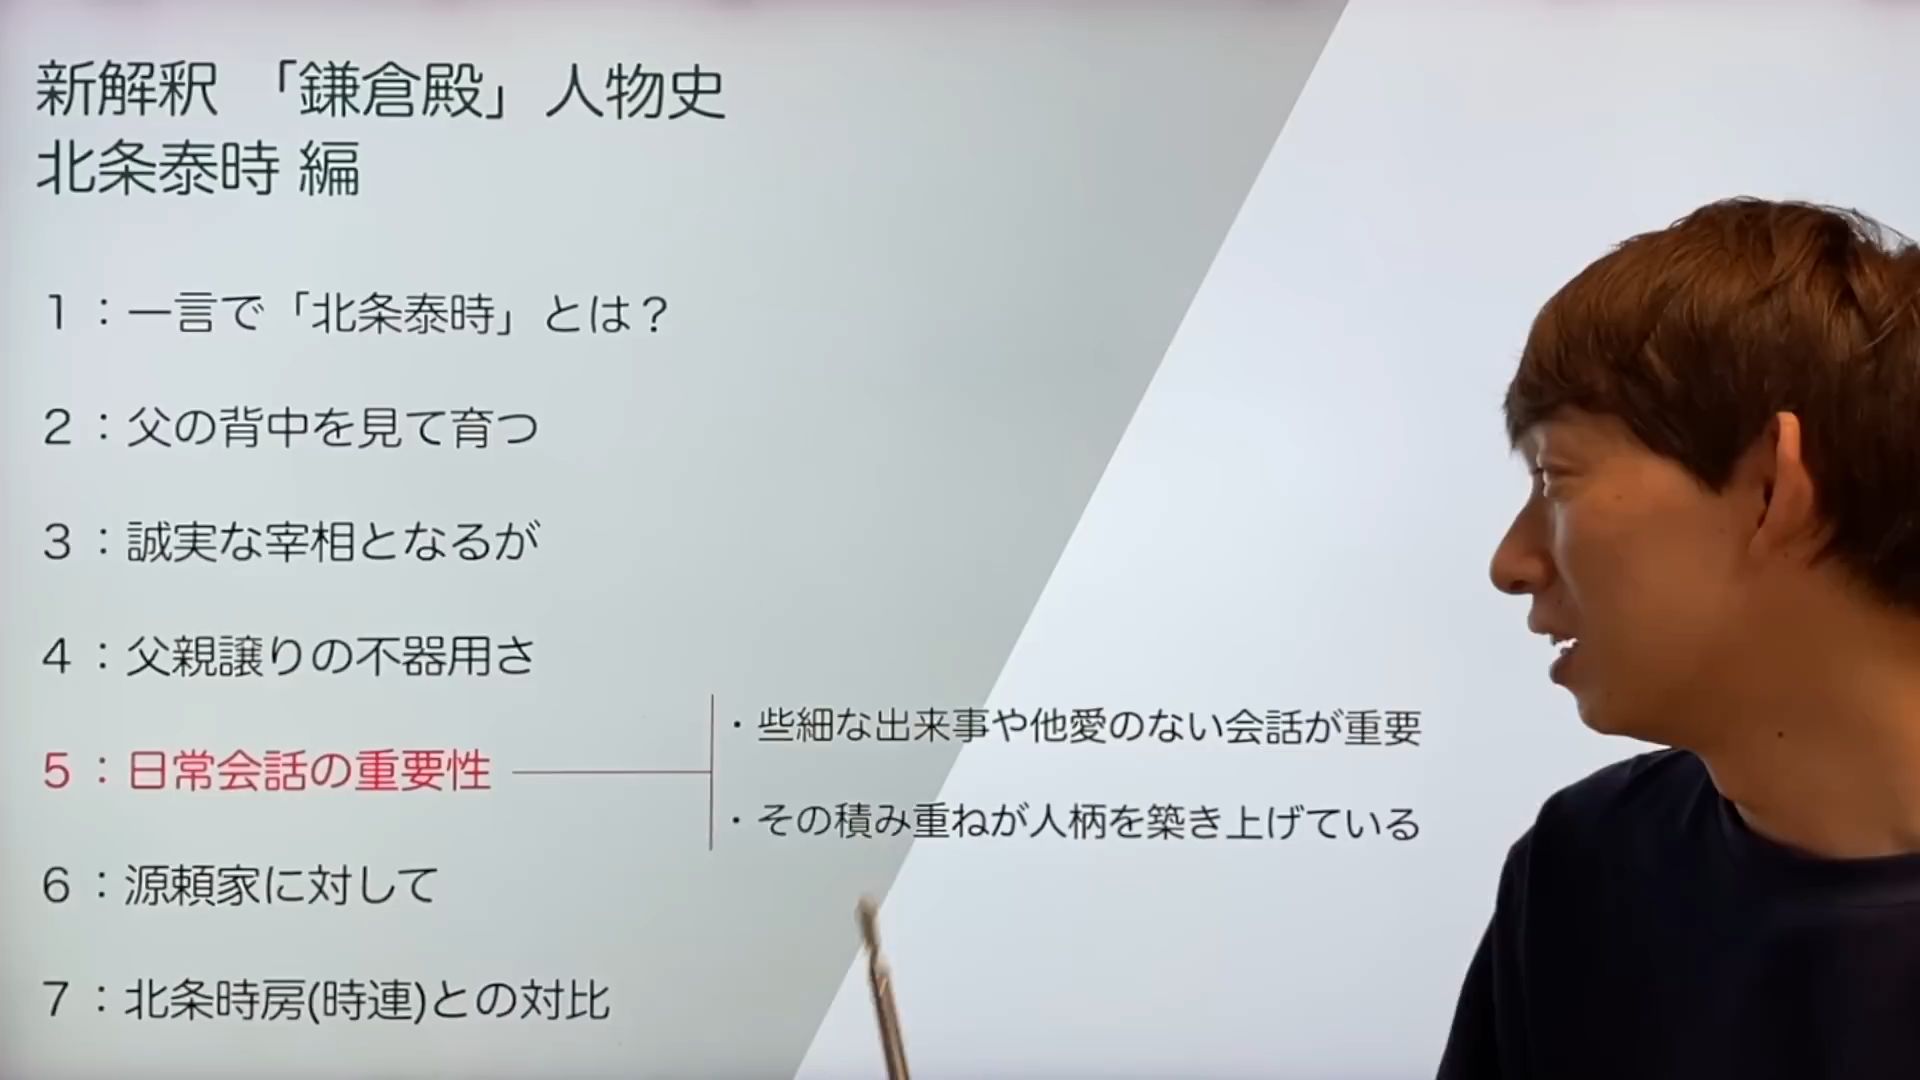 新解釈 「鎌倉殿」人物史
北条泰時 編
１：一言で「北条泰時」とは？
２：父の背中を見て育つ
３：誠実な宰相となるが
４：父親譲りの不器用さ
・些細な出来事や他愛のない会話が重要
５：日常会話の重要性
・その積み重ねが人柄を築き上げている
６：源頼家に対して
７：北条時房(時連)との対比